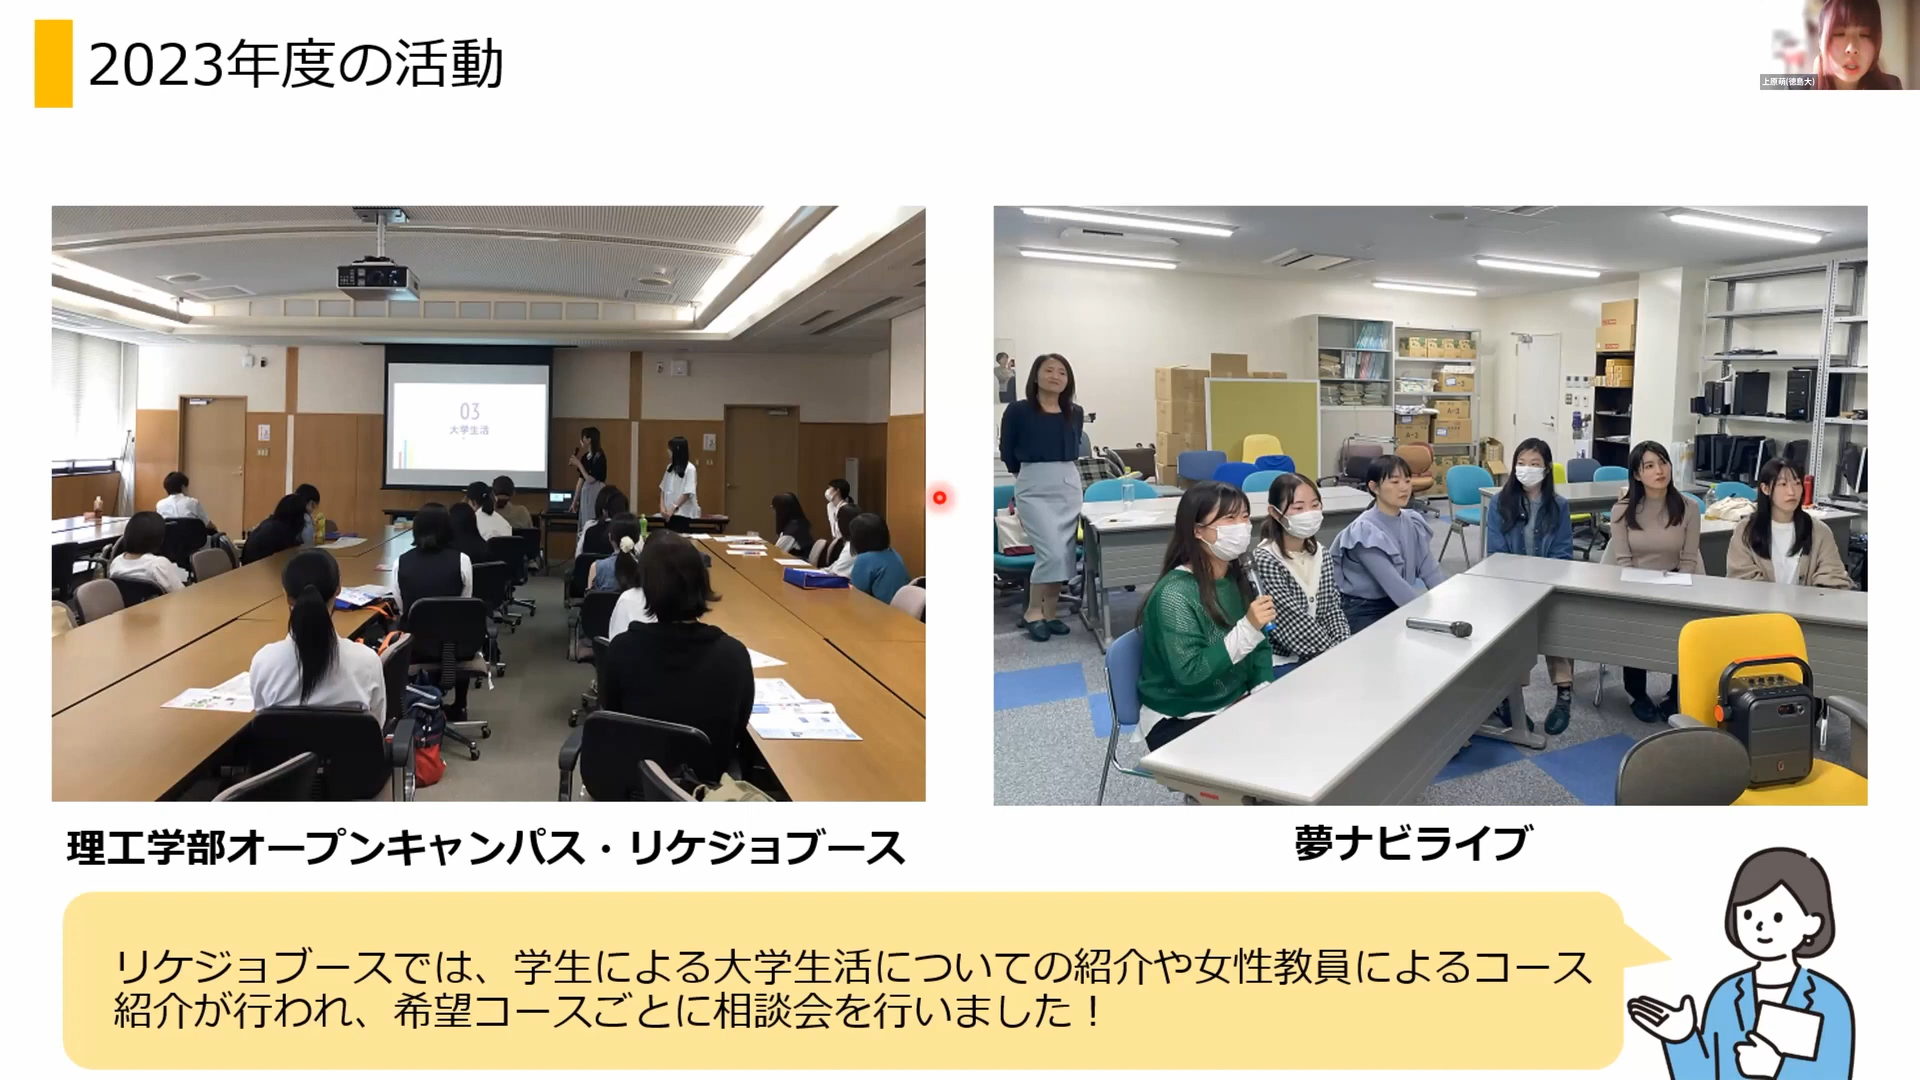 2023年度の活動
上原萌(徳島大)
03
大学生活
理工学部オープンキャンパス・リケジョブース
夢ナビライブ
リケジョブースでは、学生による大学生活についての紹介や女性教員によるコース
紹介が行われ、希望コースごとに相談会を行いました！